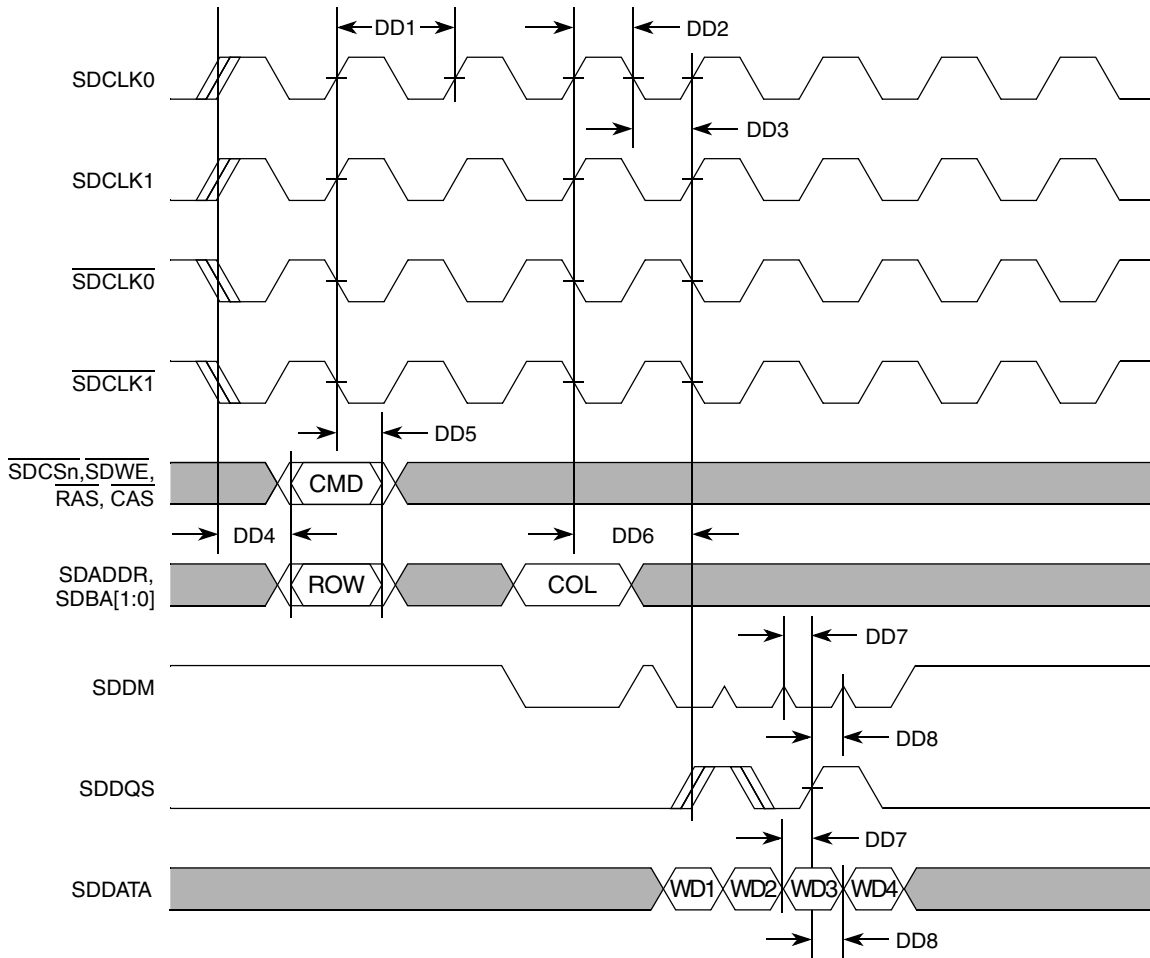 DD1
DD2
SDCLK0
DD3
SDCLK1
SDCLK0
SDCLK1
DD5
SDCSn,SDWE,
RAS, CAS
CMD
DD4
DD6
SDADDR,
SDBA[1:0]
ROW
COL
DD7
SDDM
DD8
SDDQS
DD7
SDDATA
WD1
WD2
WD3
WD4
DD8